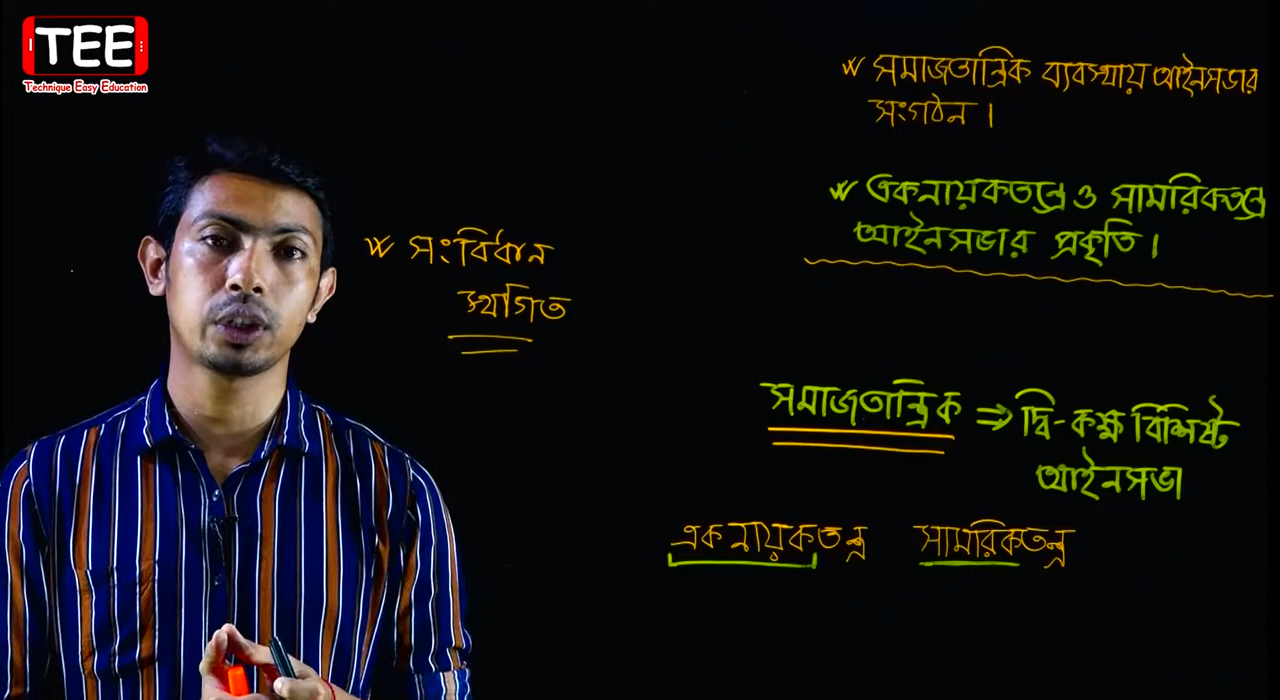 TEE
Technique Easy Education
সমাজতান্ত্রিক ব্যবস্থায় আইনসভার
সংগঠন।
একনায়কতন্ত্রে ও সামরিকতন্ত্রে
আইনসভার প্রকৃতি।
সংবিধান
স্থগিত
সমাজতান্ত্রিক ⇒ দ্বি-কক্ষ বিশিষ্ট
আইনসভা
একনায়কতন্ত্র সামরিকতন্ত্র